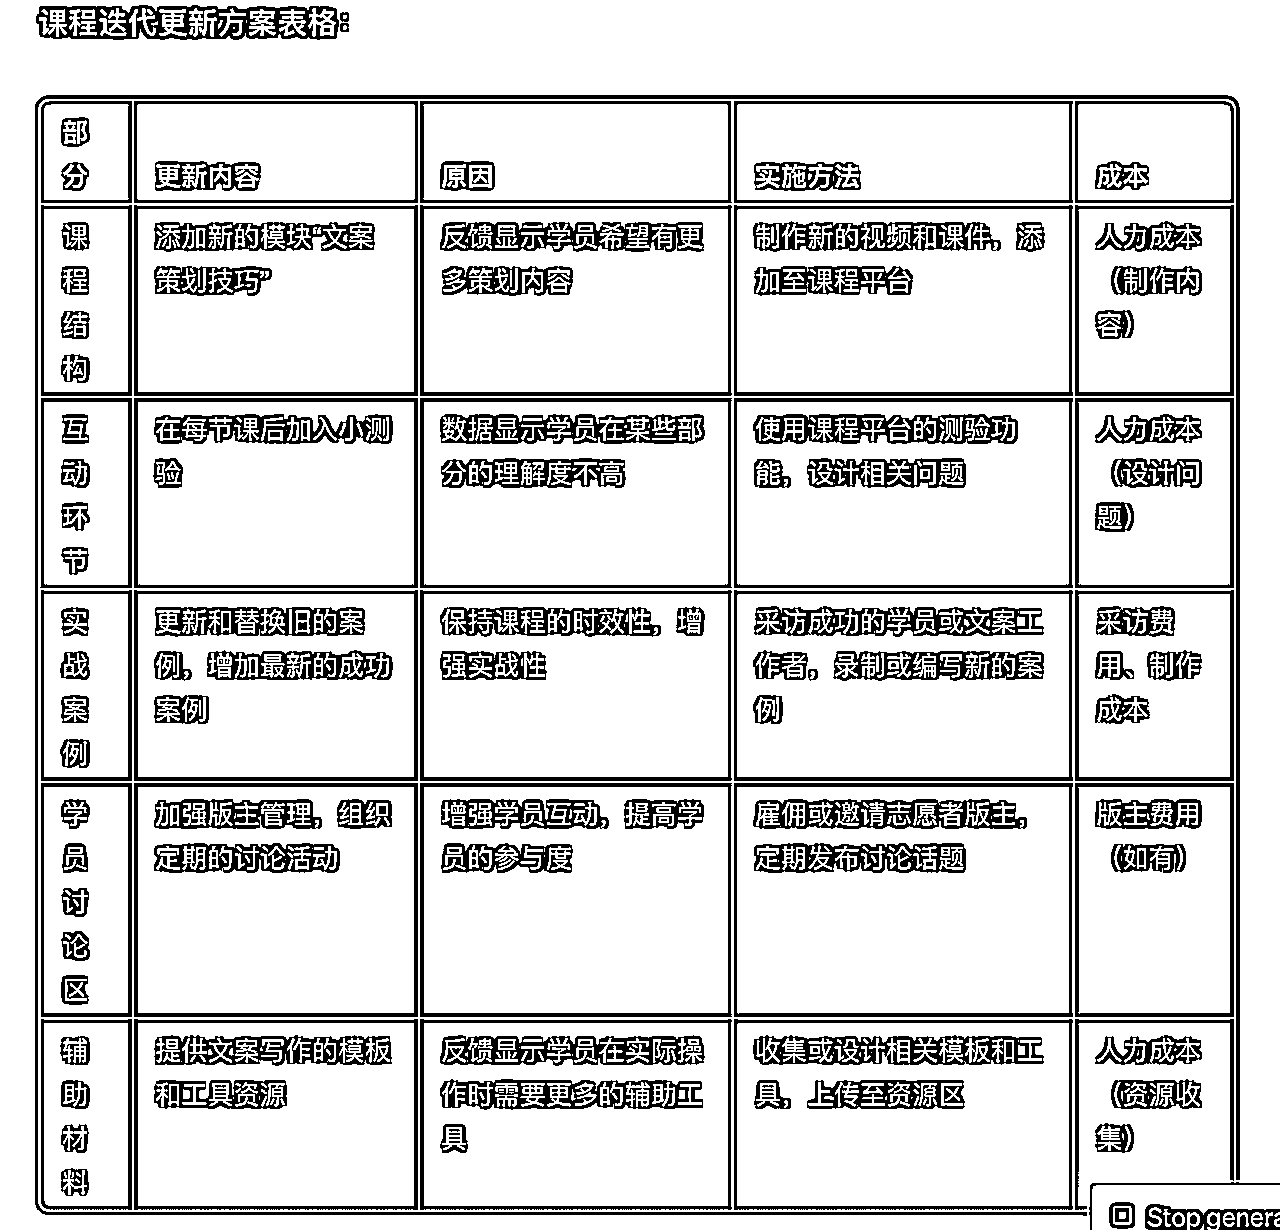 课程迭代更新方案表格：
部
分
更新内容
原因
实施方法
成本
课
程
结
构
添加新的模块“文案
策划技巧”
反馈显示学员希望有更
多策划内容
制作新的视频和课件，添
加至课程平台
人力成本
（制作内
容）
互
动
环
节
在每节课后加入小测
验
数据显示学员在某些部
分的理解度不高
使用课程平台的测验功
能，设计相关问题
人力成本
（设计问
题）
实
战
案
例
更新和替换旧的案
例，增加最新的成功
案例
保持课程的时效性，增
强实战性
采访成功的学员或文案工
作者，录制或编写新的案
例
采访费
用、制作
成本
学
员
讨
论
区
加强版主管理，组织
定期的讨论活动
增强学员互动，提高学
员的参与度
雇佣或邀请志愿者版主，
定期发布讨论话题
版主费用
（如有）
辅
助
材
料
提供文案写作的模板
和工具资源
反馈显示学员在实际操
作时需要更多的辅助工
具
收集或设计相关模板和工
具，上传至资源区
人力成本
（资源收
集）
Stop genera